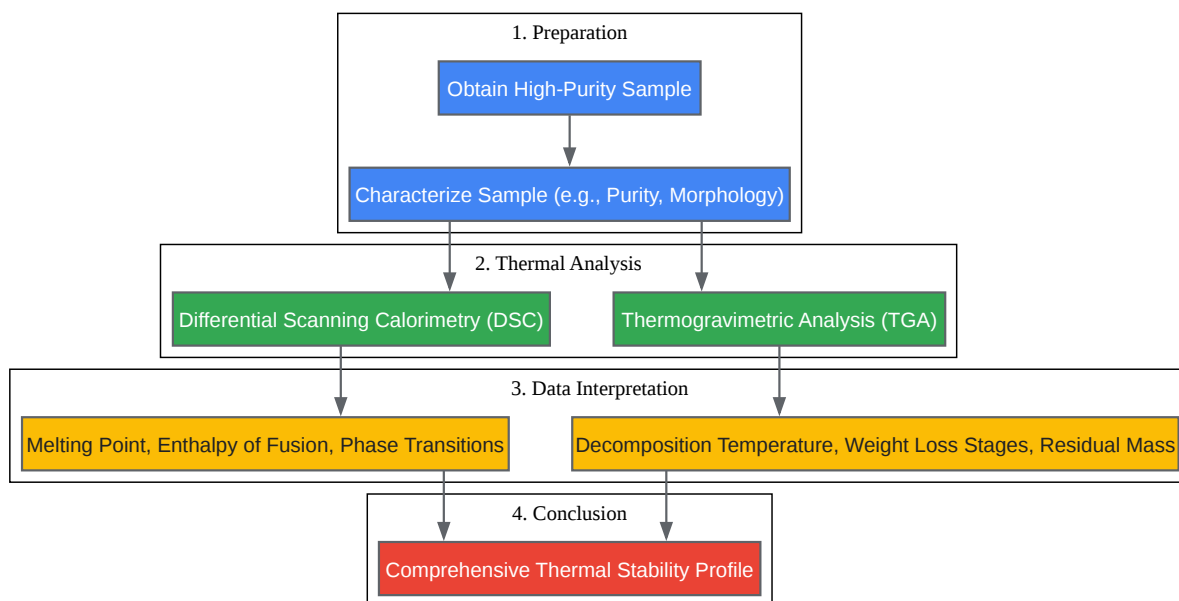 1. Preparation
Obtain High-Purity Sample
Characterize Sample (e.g., Purity, Morphology)
2. Thermal Analysis
Differential Scanning Calorimetry (DSC)
Thermogravimetric Analysis (TGA)
3. Data Interpretation
Melting Point, Enthalpy of Fusion, Phase Transitions
Decomposition Temperature, Weight Loss Stages, Residual Mass
4. Conclusion
Comprehensive Thermal Stability Profile